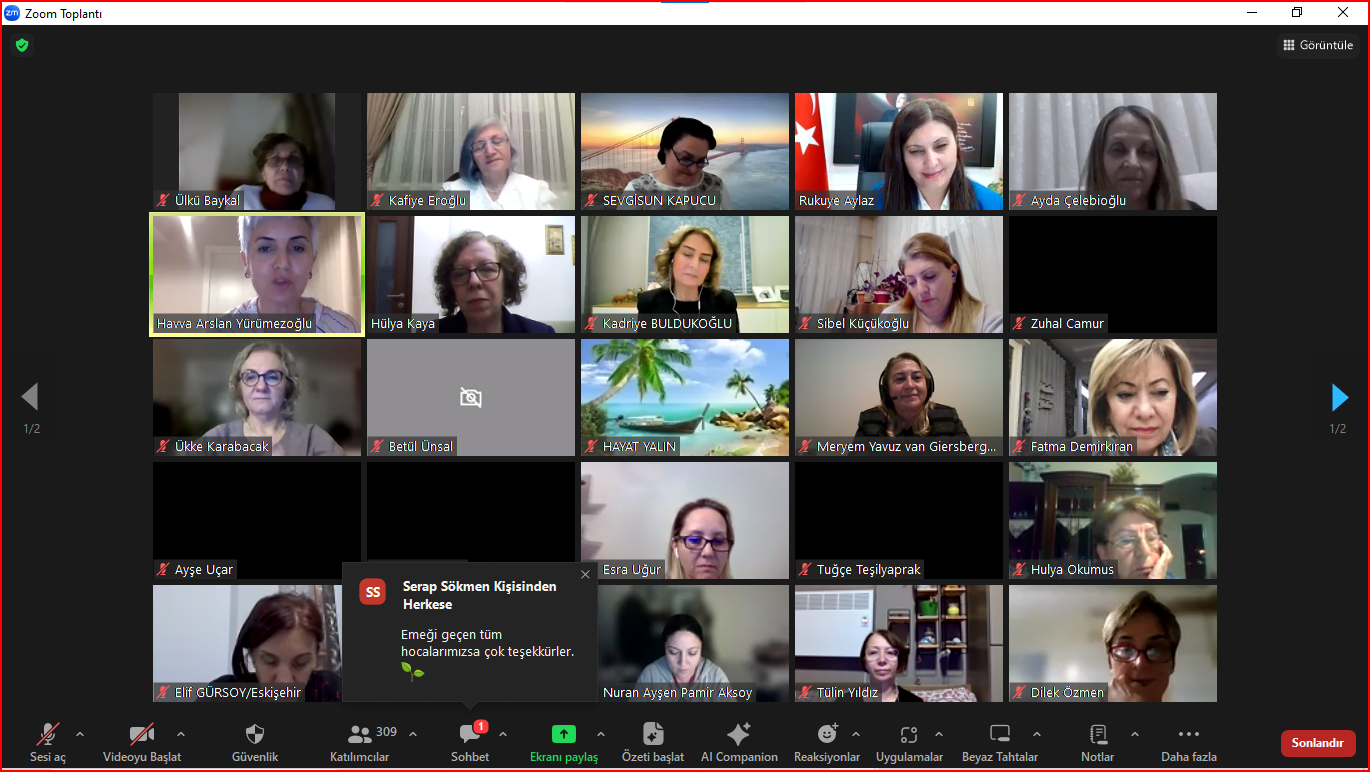 zm Zoom Toplantı
Görüntüle
Ülkü Baykal
Kafiye Eroğlu
SEVGİSUN KAPUCU
Rukuye Aylaz
Ayda Çelebioğlu
Havva Arslan Yürümezoğlu
Hülya Kaya
Kadriye BULDUKOĞLU
Sibel Küçükoğlu
Zuhal Camur
Ükke Karabacak
Betül Ünsal
HAYAT YALIN
Meryem Yavuz van Giersberg...
Fatma Demirkıran
1/2
1/2
Ayşe Uçar
Esra Uğur
Tuğçe Teşilyaprak
Hulya Okumus
SS
Serap Sökmen Kişisinden
Herkese
Emeği geçen tüm
hocalarımızsa çok teşekkürler.
Elif GÜRSOY/Eskişehir
Nuran Ayşen Pamir Aksoy
Tülin Yıldız
Dilek Özmen
309
1
Sesi aç
Videoyu Başlat
Güvenlik
Katılımcılar
Sohbet
Ekranı paylaş
Özeti başlat
AI Companion
Reaksiyonlar
Uygulamalar
Beyaz Tahtalar
Notlar
Daha fazla
Sonlandır